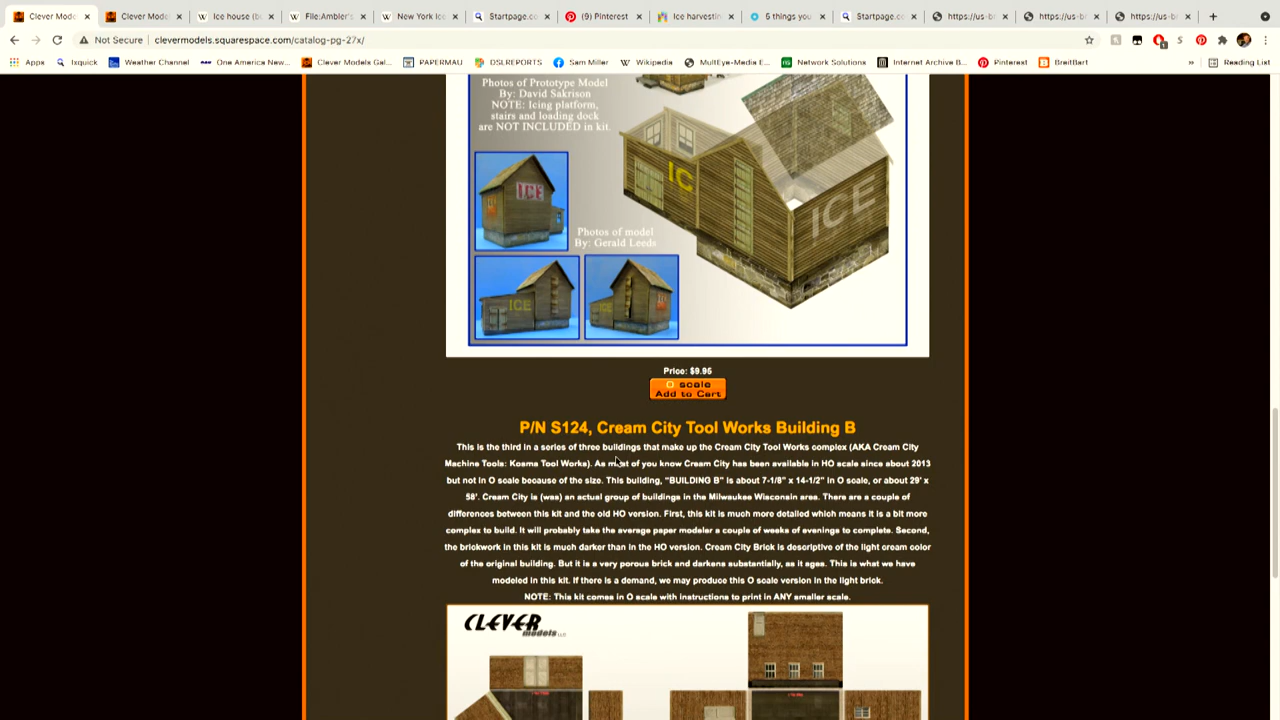 Clever Mode
Clever Mode
Ice house (bu
File:Ambler's
New York Ice
Startpage.co
(9) Pinterest
Ice harvestin
5 things you
Startpage.co
https://us-br
https://us-br
https://us-br
Not Secure
clevermodels.squarespace.com/catalog-pg-27x/
Apps
Ixquick
Weather Channel
One America New...
Clever Models Gal...
PAPERMAU
DSLREPORTS
Sam Miller
Wikipedia
MultEye-Media E...
Network Solutions
Internet Archive B...
Pinterest
BreitBart
»
Reading List
Photos of Prototype Model
By: David Sakrison
NOTE: Icing platform,
stairs and loading dock
are NOT INCLUDED in kit.
IC
ICE
ICE
Photos of model
By: Gerald Leeds
ICE
ICE
Price: $9.95
O scale
Add to Cart
P/N S124, Cream City Tool Works Building B
This is the third in a series of three buildings that make up the Cream City Tool Works complex (AKA Cream City
Machine Tools: Kosma Tool Works). As most of you know Cream City has been available in HO scale since about 2013
but not in O scale because of the size. This building, "BUILDING B" is about 7-1/8" x 14-1/2" in O scale, or about 29' x
58'. Cream City is (was) an actual group of buildings in the Milwaukee Wisconsin area. There are a couple of
differences between this kit and the old HO version. First, this kit is much more detailed which means it is a bit more
complex to build. It will probably take the average paper modeler a couple of weeks of evenings to complete. Second,
the brickwork in this kit is much darker than in the HO version. Cream City Brick is descriptive of the light cream color
of the original building. But it is a very porous brick and darkens substantially, as it ages. This is what we have
modeled in this kit. If there is a demand, we may produce this O scale version in the light brick.
NOTE: This kit comes in O scale with instructions to print in ANY smaller scale.
CLEVER
models LLC